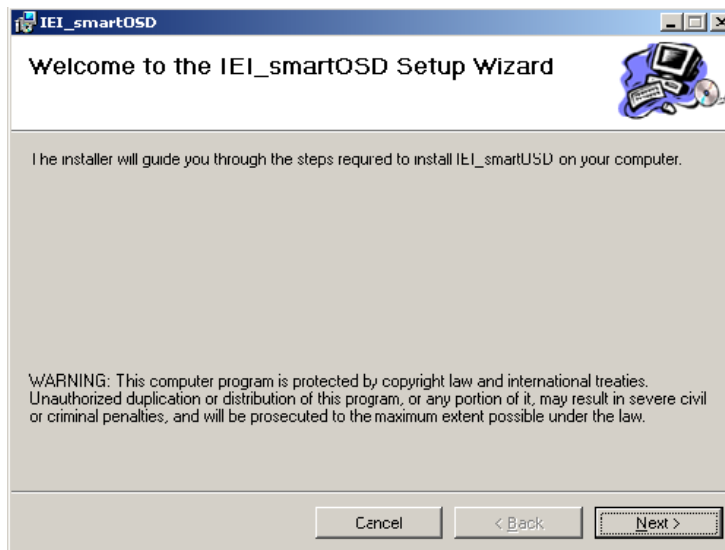 IEI_smartOSD
Welcome to the IEI_smartOSD Setup Wizard
The installer will guide you through the steps required to install IEI_smartOSD on your computer.
WARNING: This computer program is protected by copyright law and international treaties.
Unauthorized duplication or distribution of this program, or any portion of it, may result in severe civil
or criminal penalties, and will be prosecuted to the maximum extent possible under the law.
Cancel
< Back
Next >